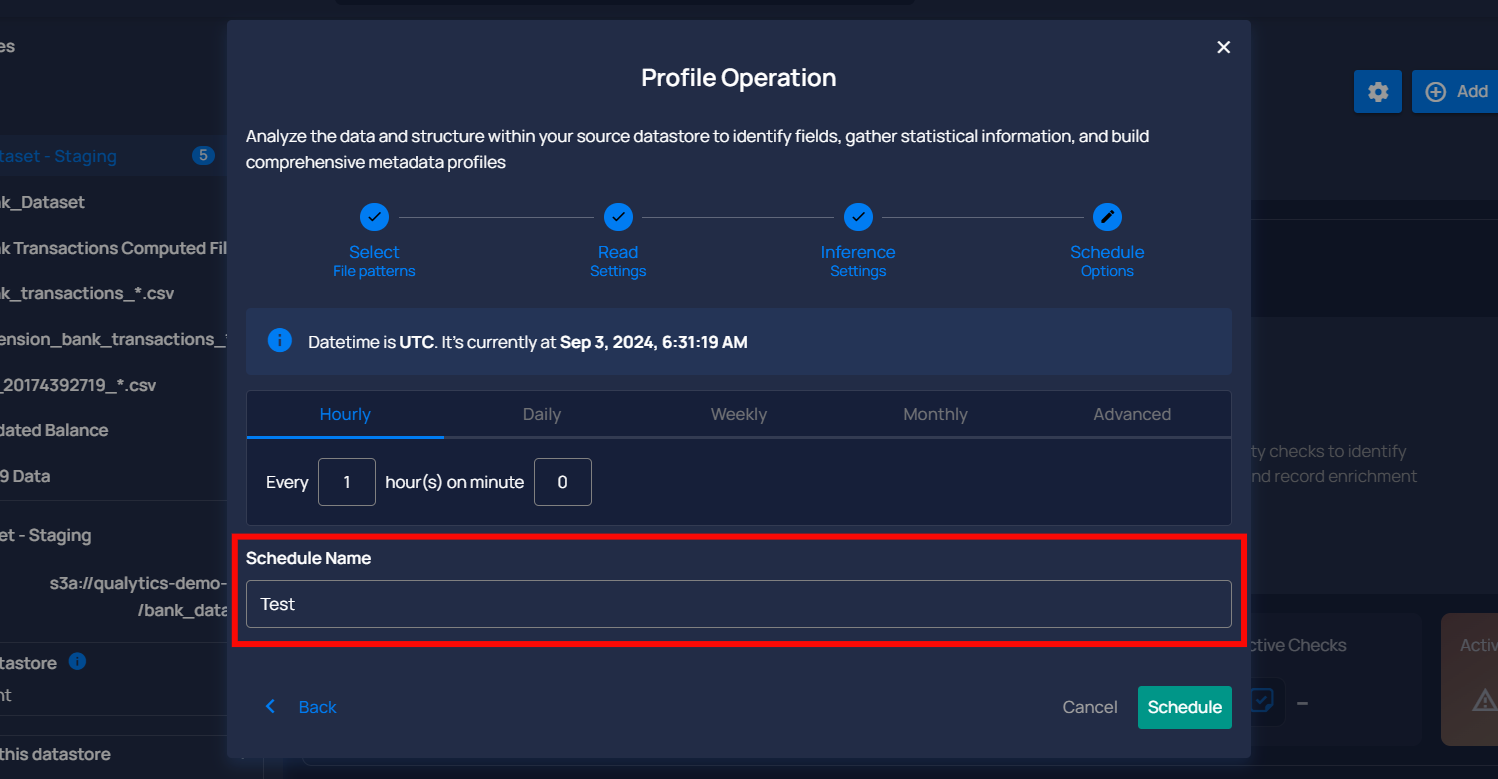 Profile Operation
Analyze the data and structure within your source datastore to identify fields, gather statistical information, and build
comprehensive metadata profiles
Select
File patterns
Read
Settings
Inference
Settings
Schedule
Options
Datetime is UTC. It's currently at Sep 3, 2024, 6:31:19 AM
Hourly
Daily
Weekly
Monthly
Advanced
Every 1 hour(s) on minute 0
Schedule Name
Test
Back
Cancel
Schedule
es
taset - Staging
5
nk_Dataset
nk Transactions Computed Fil
nk_transactions_*.csv
ension_bank_transactions_*
_20174392719_*.csv
dated Balance
9 Data
et - Staging
s3a://qualytics-demo-
/bank_data
tastore
nt
this datastore
Add
ty checks to identify
nd record enrichment
ctive Checks
–
Activ